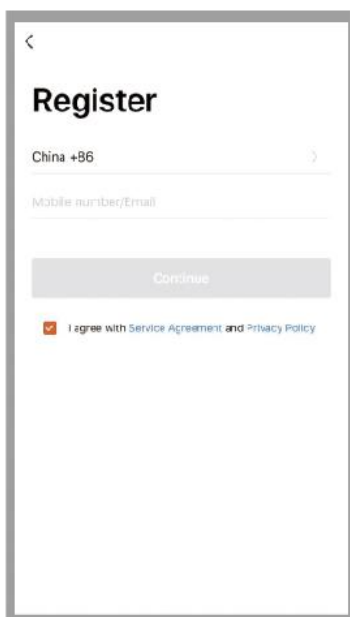 Register
China +86
Mobile number/Email
Continue
I agree with Service Agreement and Privacy Policy